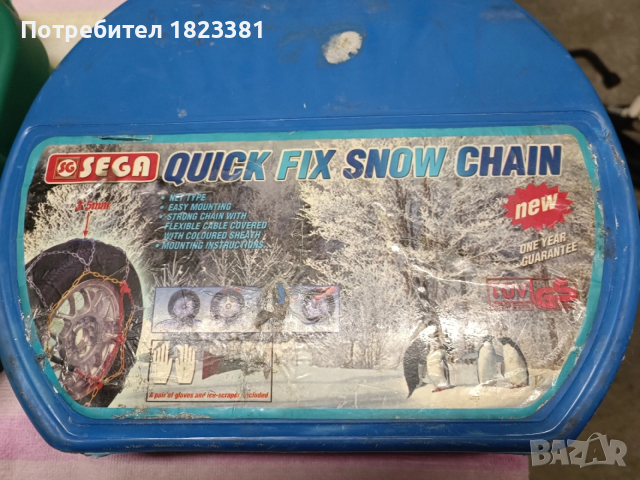 Потребител 1823381
SG SEGA QUICK FIX SNOW CHAIN
• NET TYPE
• EASY MOUNTING
• STRONG CHAIN WITH
FLEXIBLE CABLE COVERED
WITH COLOURED SHEATH
• MOUNTING INSTRUCTIONS
new
ONE YEAR
GUARANTEE
A pair of gloves and ice-scraper included
BAZAR